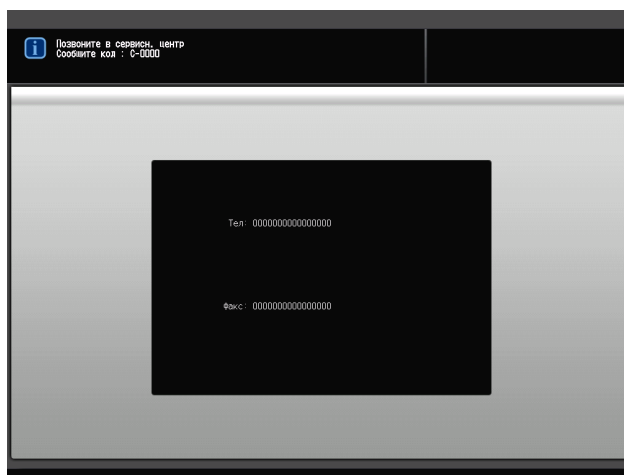 Позвоните в сервисн. центр
Сообщите код : C-0000
Тел: 0000000000000000
Факс: 0000000000000000